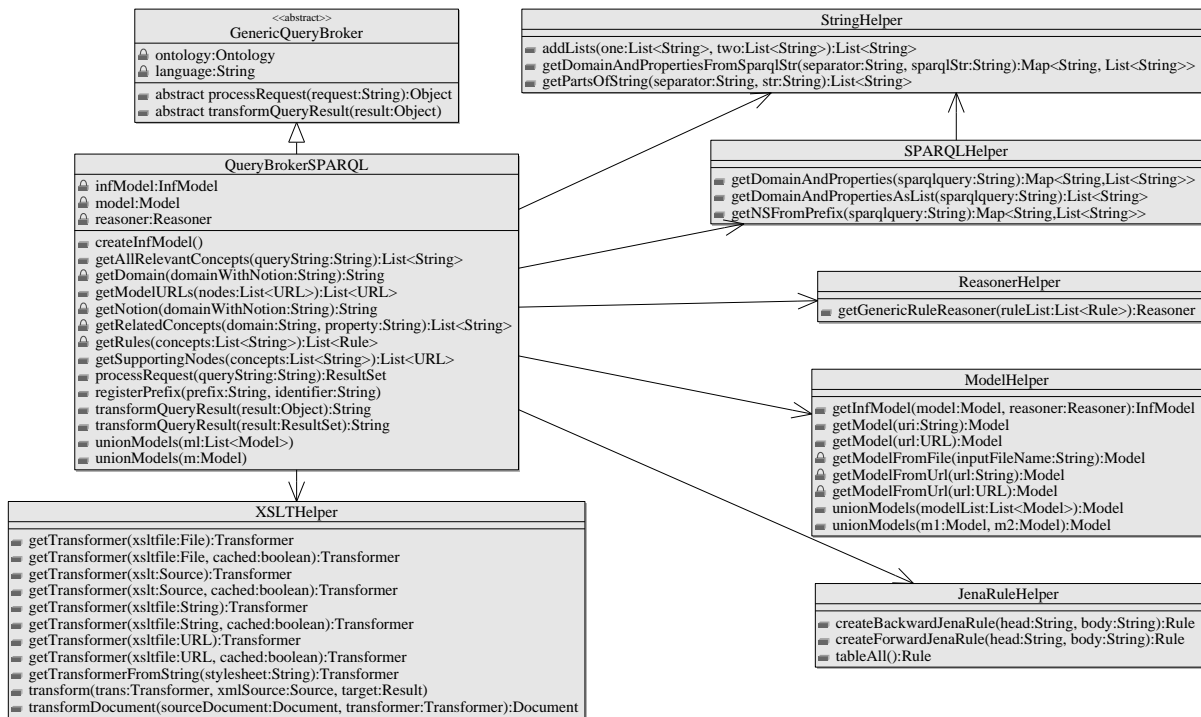 <<abstract>>
GenericQueryBroker
ontology:Ontology
language:String
abstract processRequest(request:String):Object
abstract transformQueryResult(result:Object)
QueryBrokerSPARQL
infModel:InfModel
model:Model
reasoner:Reasoner
createInfModel()
getAllRelevantConcepts(queryString:String):List<String>
getDomain(domainWithNotion:String):String
getModelURLs(nodes:List<URL>):List<URL>
getNotion(domainWithNotion:String):String
getRelatedConcepts(domain:String, property:String):List<String>
getRules(concepts:List<String>):List<Rule>
getSupportingNodes(concepts:List<String>):List<URL>
processRequest(queryString:String):ResultSet
registerPrefix(prefix:String, identifier:String)
transformQueryResult(result:Object):String
transformQueryResult(result:ResultSet):String
unionModels(ml:List<Model>)
unionModels(m:Model)
XSLTHelper
getTransformer(xsltfile:File):Transformer
getTransformer(xsltfile:File, cached:boolean):Transformer
getTransformer(xslt:Source):Transformer
getTransformer(xslt:Source, cached:boolean):Transformer
getTransformer(xsltfile:String):Transformer
getTransformer(xsltfile:String, cached:boolean):Transformer
getTransformer(xsltfile:URL):Transformer
getTransformer(xsltfile:URL, cached:boolean):Transformer
getTransformerFromString(stylesheet:String):Transformer
transform(trans:Transformer, xmlSource:Source, target:Result)
transformDocument(sourceDocument:Document, transformer:Transformer):Document
StringHelper
addLists(one:List<String>, two:List<String>):List<String>
getDomainAndPropertiesFromSparqlStr(separator:String, sparqlStr:String):Map<String, List<String>>
getPartsOfString(separator:String, str:String):List<String>
SPARQLHelper
getDomainAndProperties(sparqlquery:String):Map<String,List<String>>
getDomainAndPropertiesAsList(sparqlquery:String):List<String>
getNSFromPrefix(sparqlquery:String):Map<String,List<String>>
ReasonerHelper
getGenericRuleReasoner(ruleList:List<Rule>):Reasoner
ModelHelper
getInfModel(model:Model, reasoner:Reasoner):InfModel
getModel(uri:String):Model
getModel(url:URL):Model
getModelFromFile(inputFileName:String):Model
getModelFromUrl(url:String):Model
getModelFromUrl(url:URL):Model
unionModels(modelList:List<Model>):Model
unionModels(m1:Model, m2:Model):Model
JenaRuleHelper
createBackwardJenaRule(head:String, body:String):Rule
createForwardJenaRule(head:String, body:String):Rule
tableAll():Rule